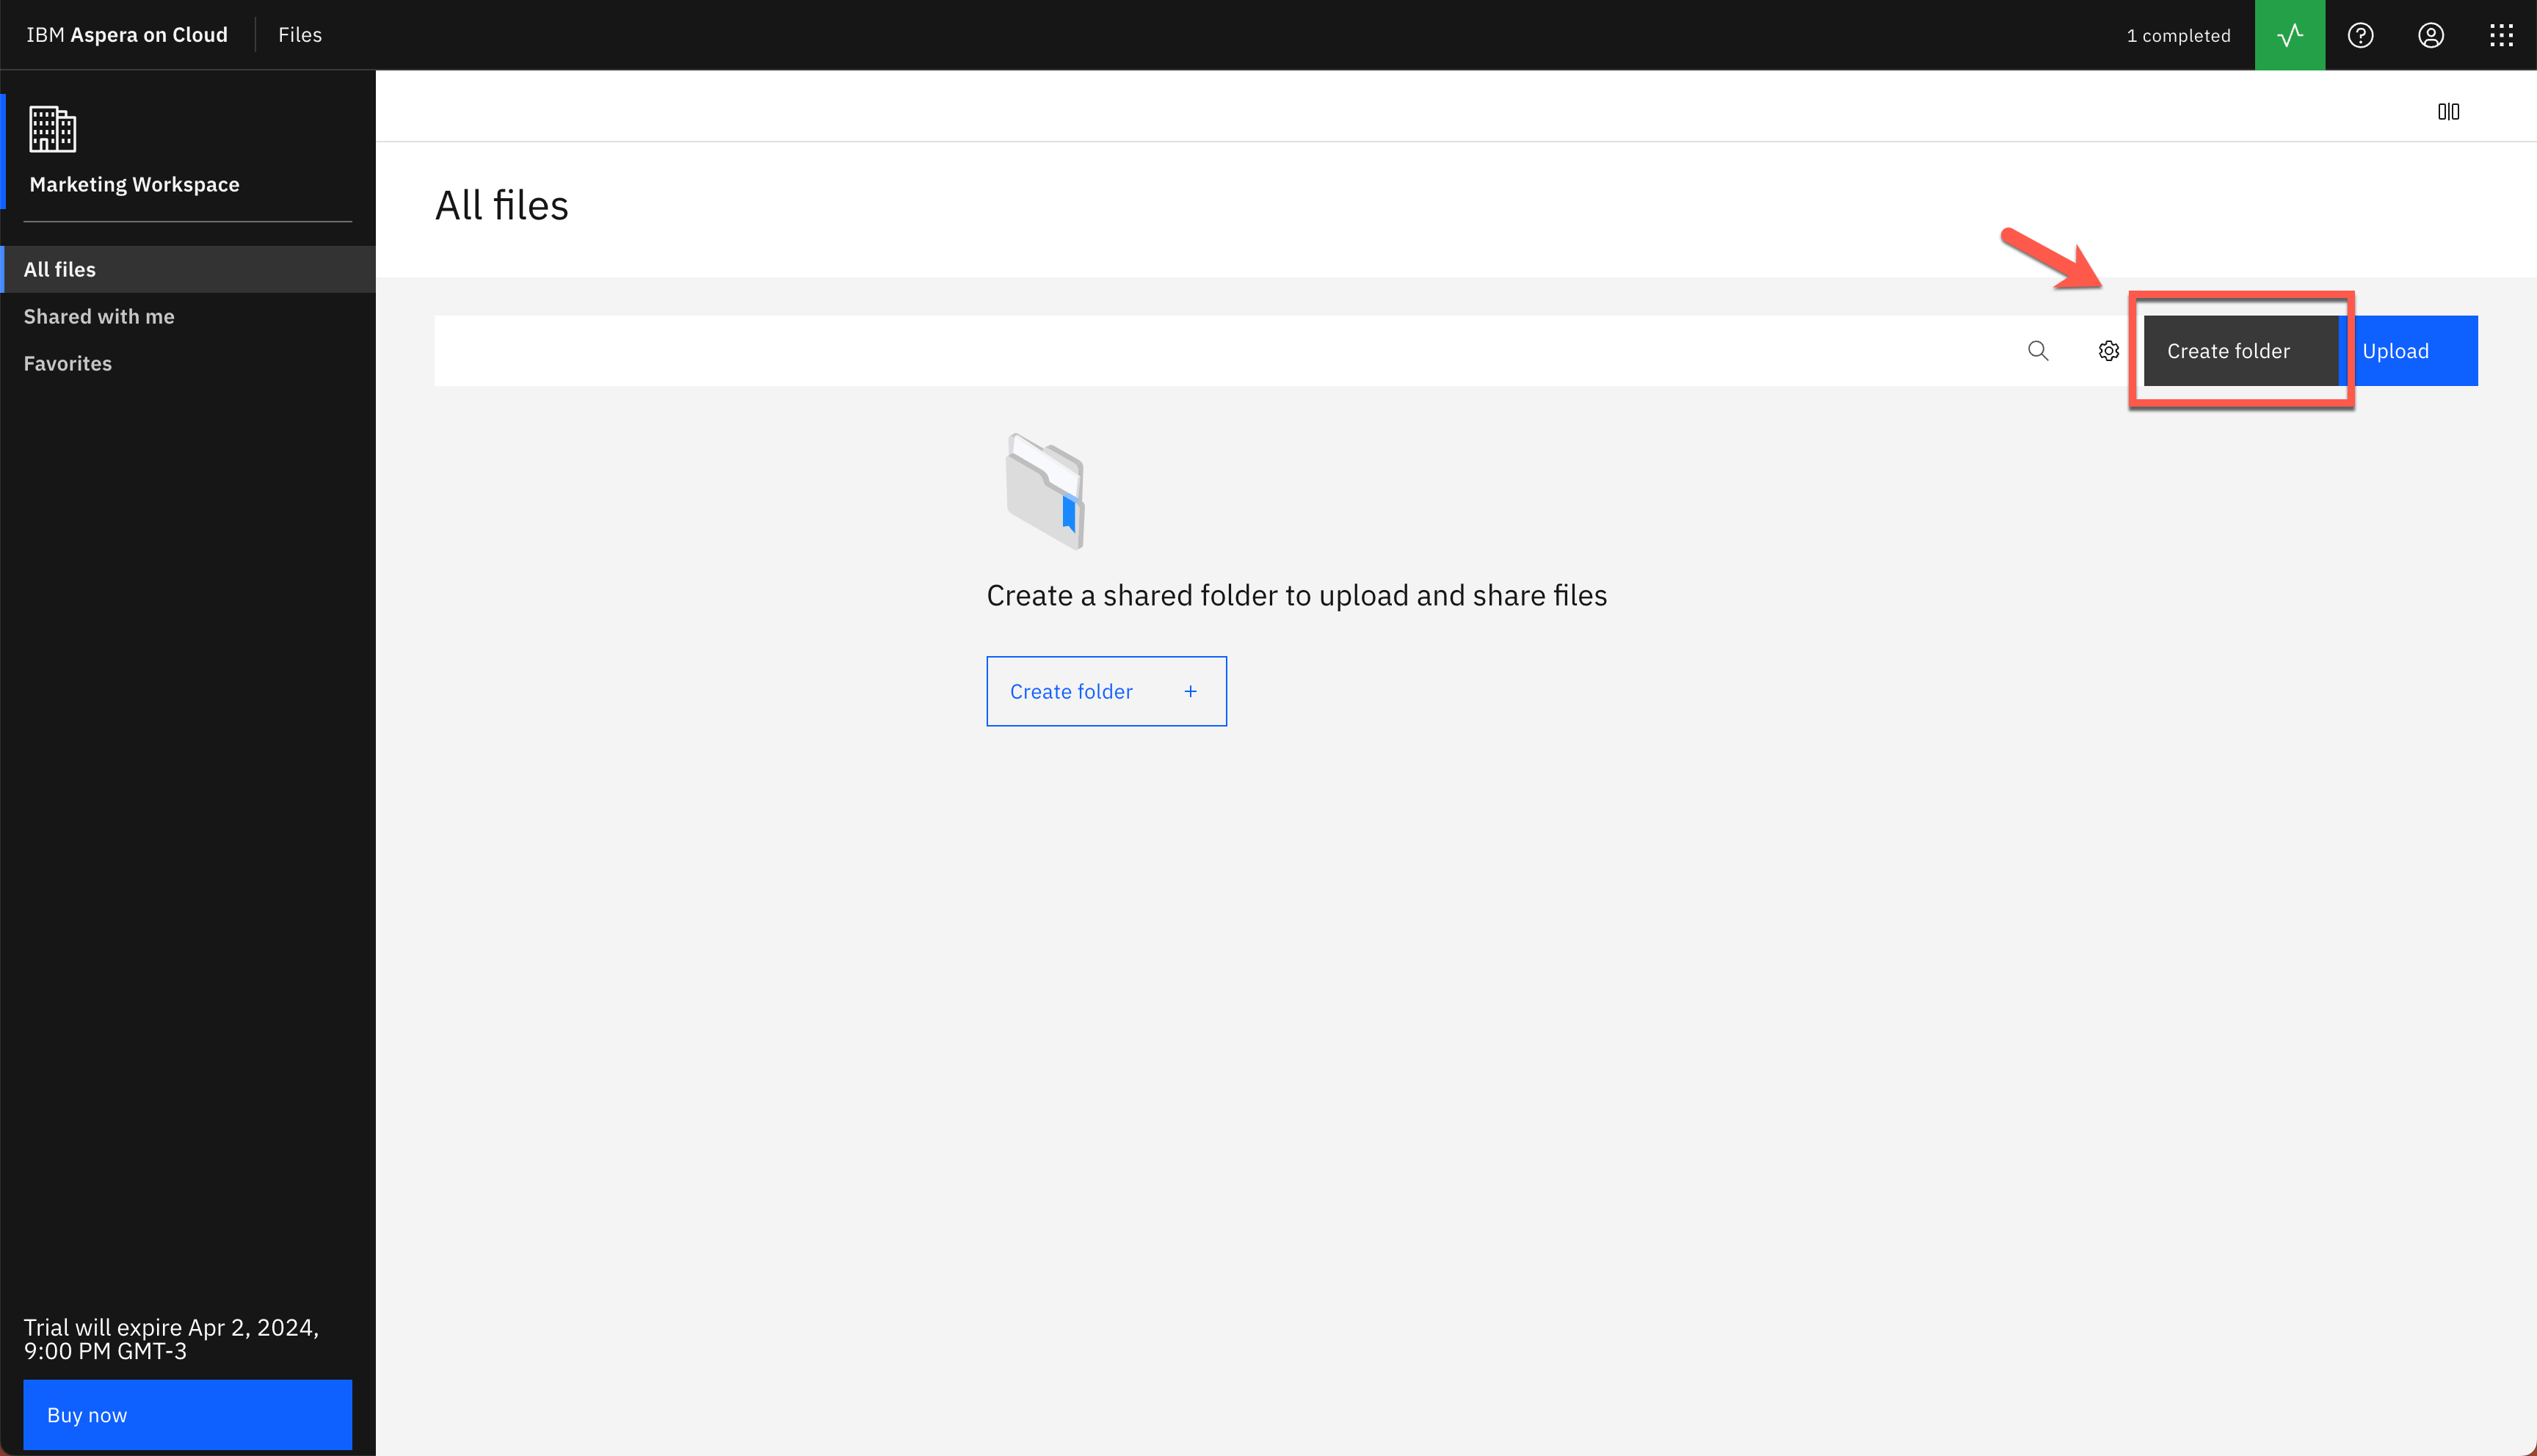 IBM Aspera on Cloud
Files
1 completed
Marketing Workspace
All files
Shared with me
Favorites
All files
Create folder
Upload
Create a shared folder to upload and share files
Create folder +
Trial will expire Apr 2, 2024,
9:00 PM GMT-3
Buy now